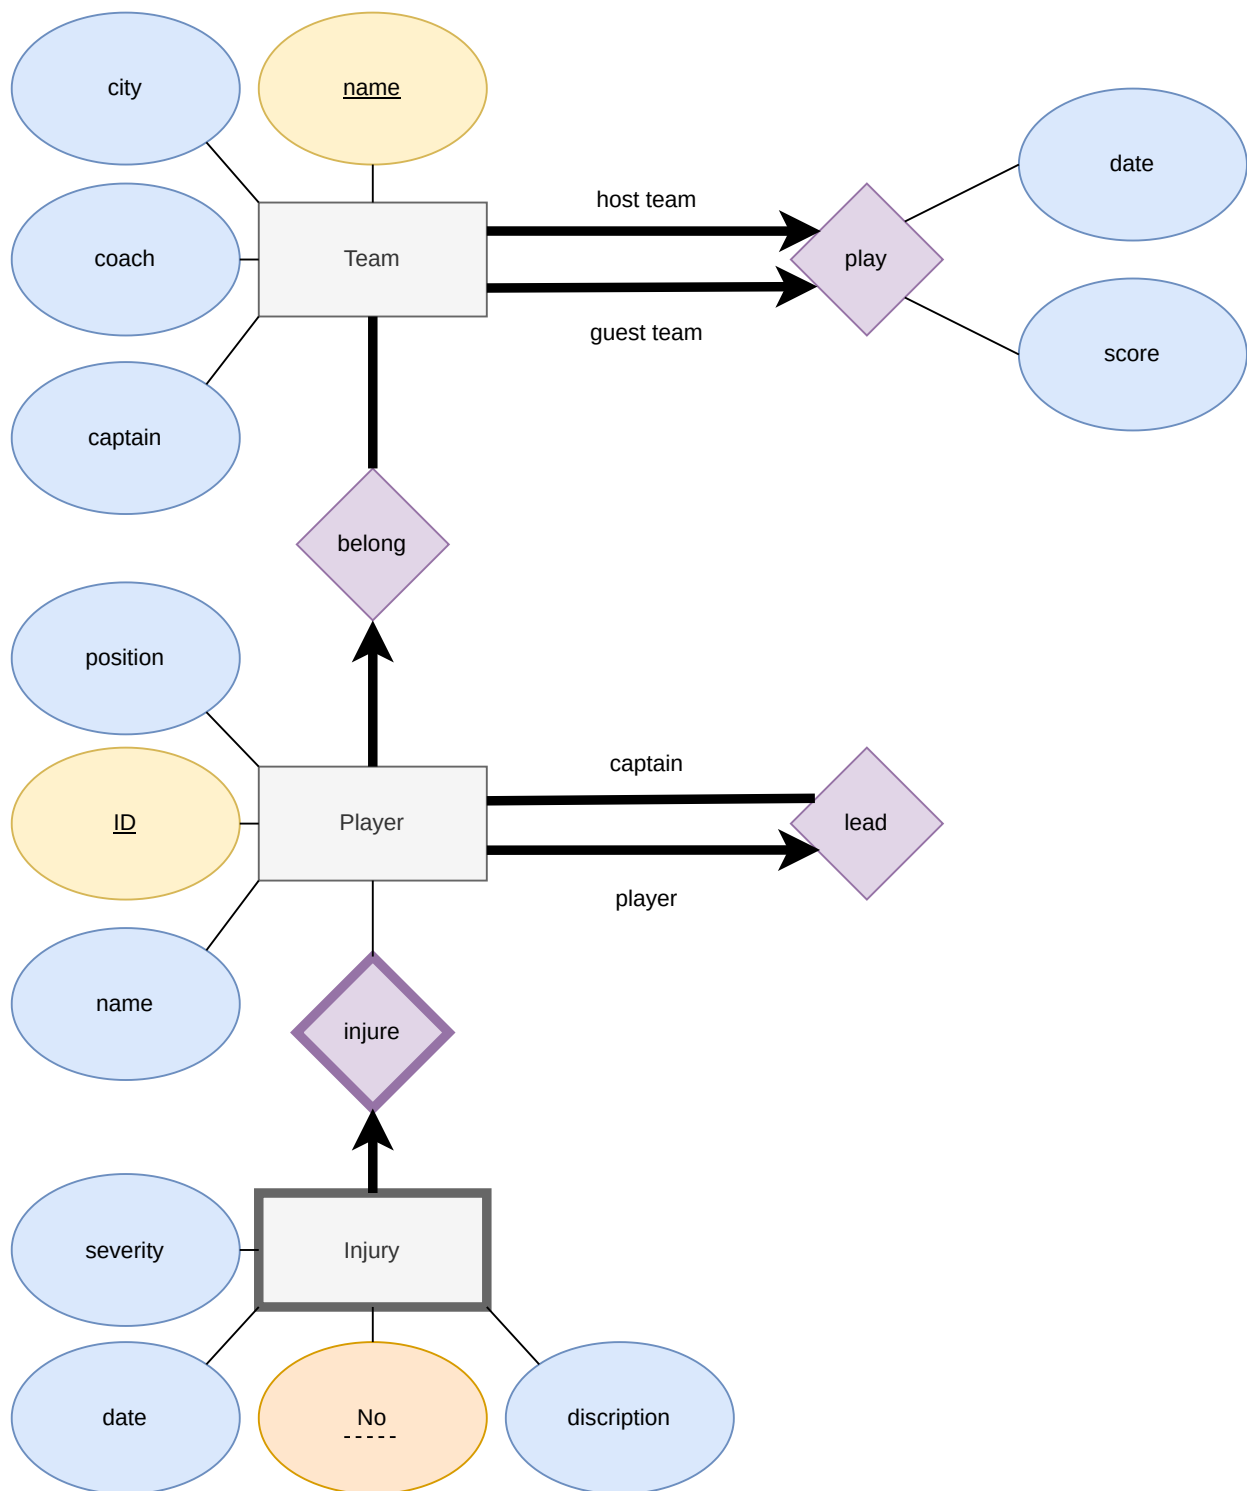 city
name
date
host team
coach
Team
play
guest team
score
captain
belong
position
captain
ID
Player
lead
player
name
injure
severity
Injury
date
No
discription